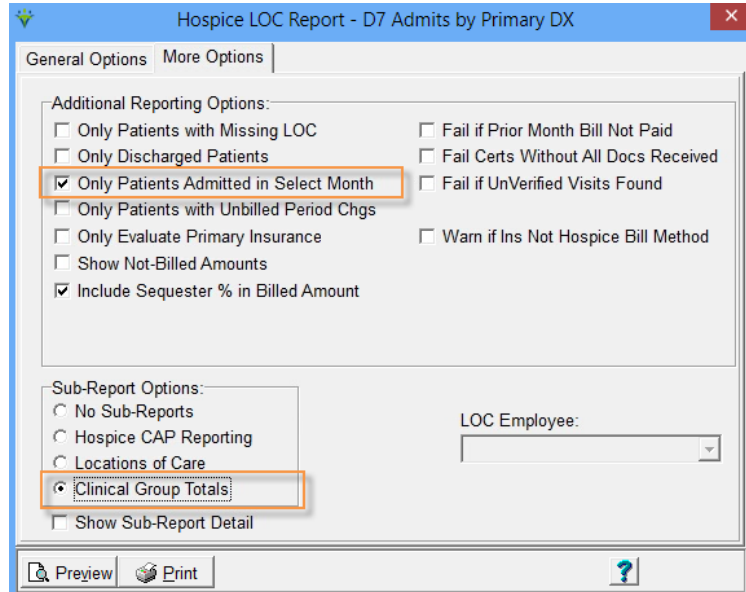 Hospice LOC Report - D7 Admits by Primary DX
General Options
More Options
Additional Reporting Options:
Only Patients with Missing LOC
Only Discharged Patients
Only Patients Admitted in Select Month
Only Patients with Unbilled Period Chgs
Only Evaluate Primary Insurance
Show Not-Billed Amounts
Include Sequester % in Billed Amount
Fail if Prior Month Bill Not Paid
Fail Certs Without All Docs Received
Fail if UnVerified Visits Found
Warn if Ins Not Hospice Bill Method
Sub-Report Options:
No Sub-Reports
Hospice CAP Reporting
Locations of Care
Clinical Group Totals
Show Sub-Report Detail
LOC Employee:
Preview
Print
?